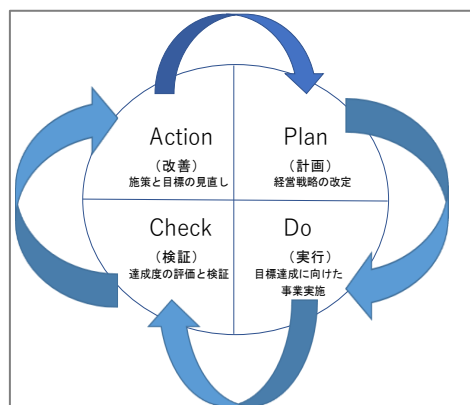 Action
（改善）
施策と目標の見直し
Plan
（計画）
経営戦略の改定
Check
（検証）
達成度の評価と検証
Do
（実行）
目標達成に向けた
事業実施